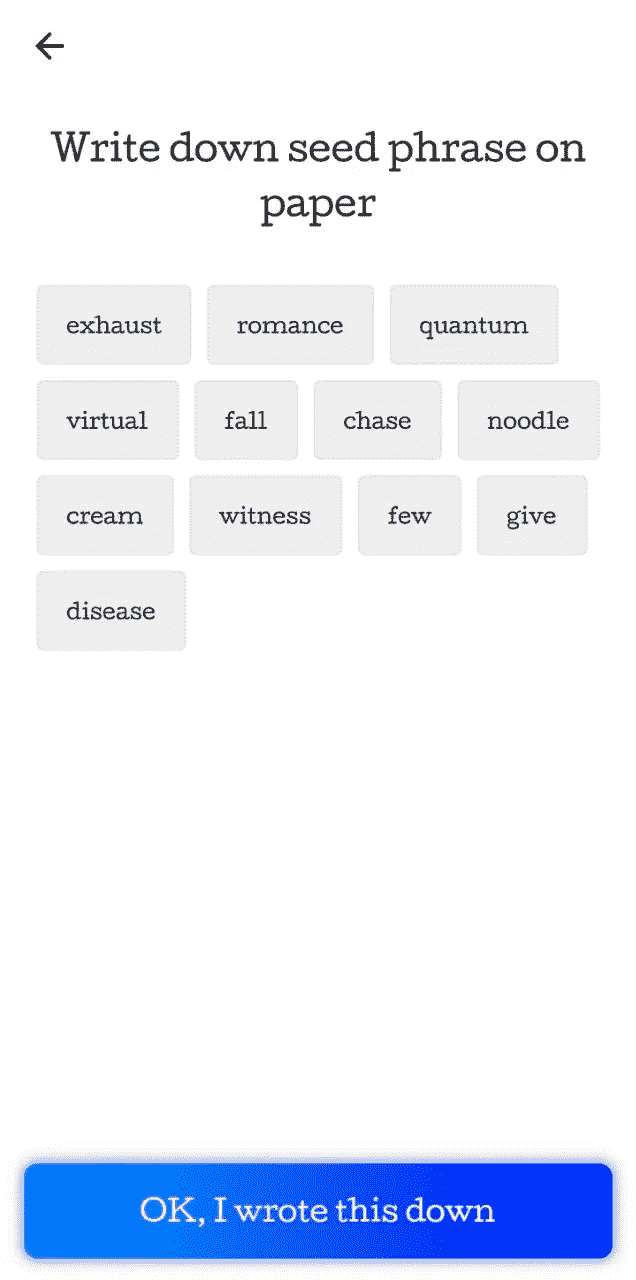 Write down seed phrase on
paper
exhaust romance quantum
virtual fall chase noodle
cream witness few give
disease
OK, I wrote this down